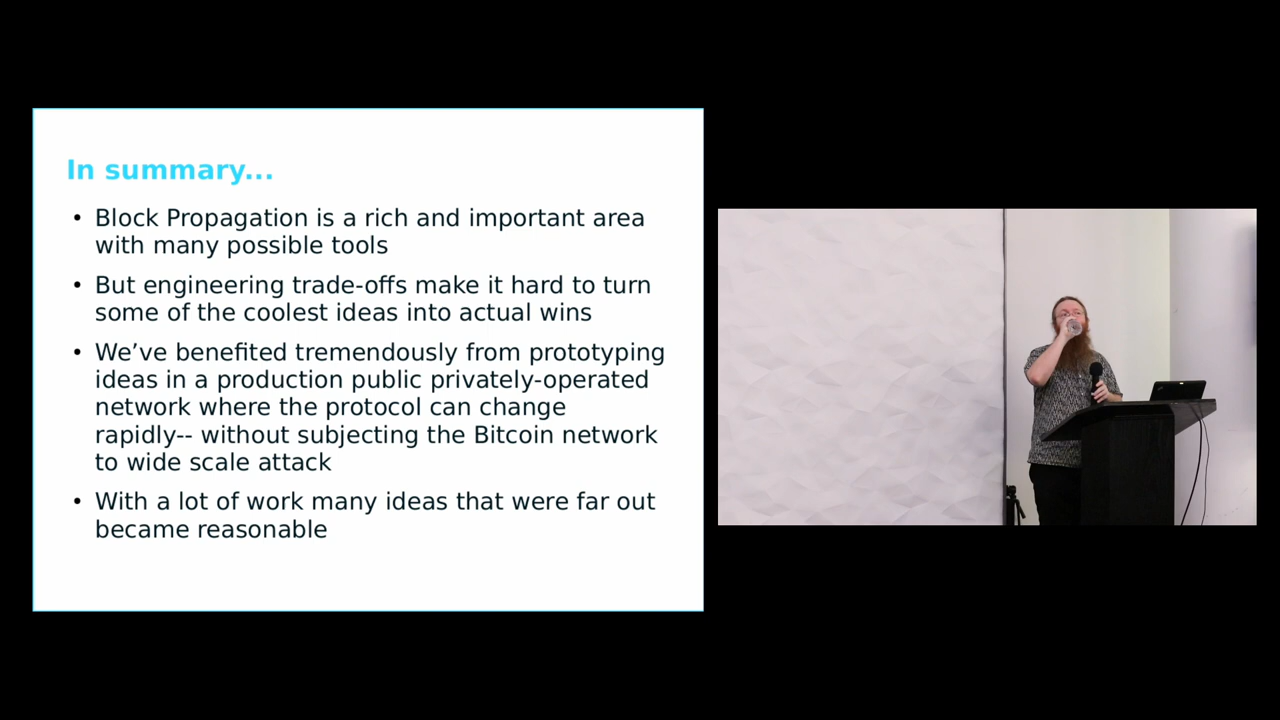 In summary...
• Block Propagation is a rich and important area
with many possible tools
• But engineering trade-offs make it hard to turn
some of the coolest ideas into actual wins
• We’ve benefited tremendously from prototyping
ideas in a production public privately-operated
network where the protocol can change
rapidly-- without subjecting the Bitcoin network
to wide scale attack
• With a lot of work many ideas that were far out
became reasonable